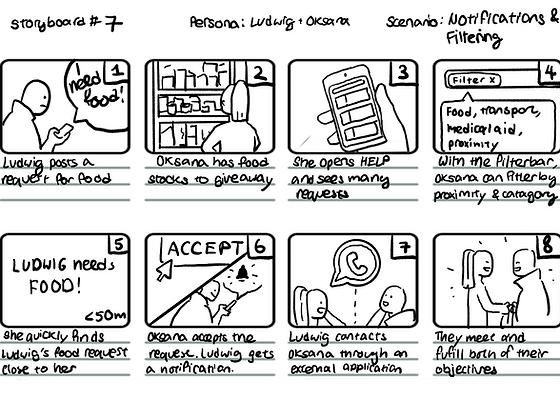 Storyboard # 7
Persona: Ludwig + Oksana
Scenario: Notifications &
Filtering
1
I
need
food!
Ludwig posts a
request for food
2
Oksana has food
stocks to giveaway
3
She opens HELP
and sees many
requests
4
Filter x
Food, transport,
Medical aid,
proximity
With the Filterbar,
Oksana can filter by
proximity & catagory
5
LUDWIG needs
FOOD!
<50m
She quickly finds
Ludwig's food request
close to her
6
ACCEPT
Oksana accepts the
request. Ludwig gets
a notification.
7
Ludwig contacts
Oksana through an
external application
8
They meet and
fulfill both of their
objectives